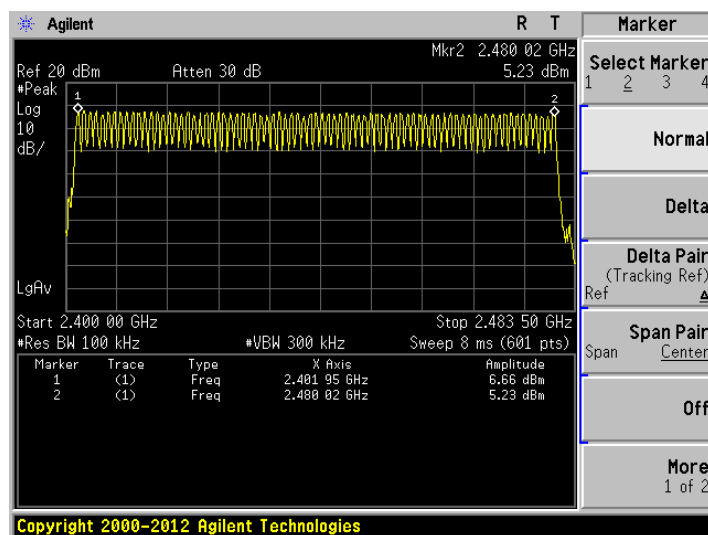 Agilent R T
Mkr2 2.480 02 GHz
Ref 20 dBm Atten 30 dB 5.23 dBm
#Peak
Log
10
dB/
1
2
LgAv
Start 2.400 00 GHz Stop 2.483 50 GHz
#Res BW 100 kHz #VBW 300 kHz Sweep 8 ms (601 pts)
Marker Trace Type X Axis Amplitude
1 (1) Freq 2.401 95 GHz 6.66 dBm
2 (1) Freq 2.480 02 GHz 5.23 dBm
Copyright 2000-2012 Agilent Technologies
Marker
Select Marker
1 2 3 4
Normal
Delta
Delta Pair
(Tracking Ref)
Ref Δ
Span Pair
Span Center
Off
More
1 of 2